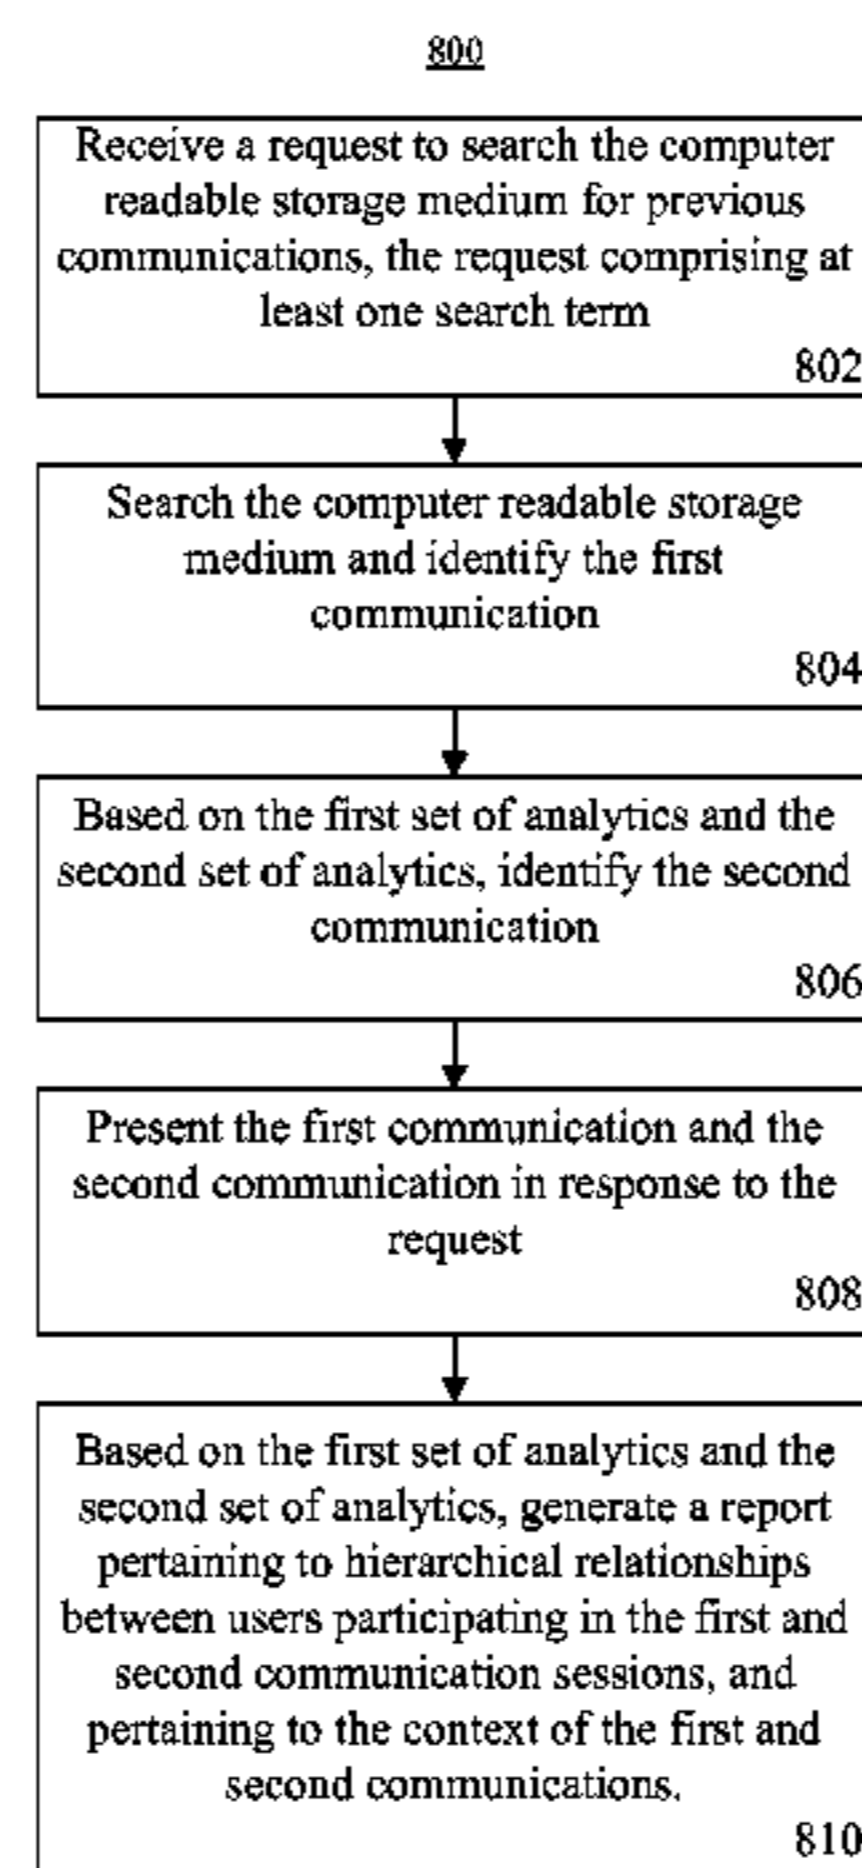 800
Receive a request to search the computer
readable storage medium for previous
communications, the request comprising at
least one search term
802
Search the computer readable storage
medium and identify the first
communication
804
Based on the first set of analytics and the
second set of analytics, identify the second
communication
806
Present the first communication and the
second communication in response to the
request
808
Based on the first set of analytics and the
second set of analytics, generate a report
pertaining to hierarchical relationships
between users participating in the first and
second communication sessions, and
pertaining to the context of the first and
second communications.
810